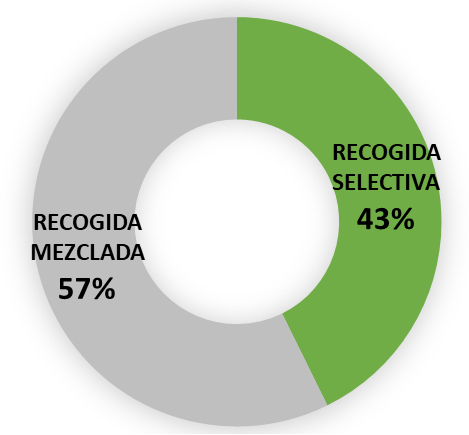 RECOGIDA
SELECTIVA
43%
RECOGIDA
MEZCLADA
57%